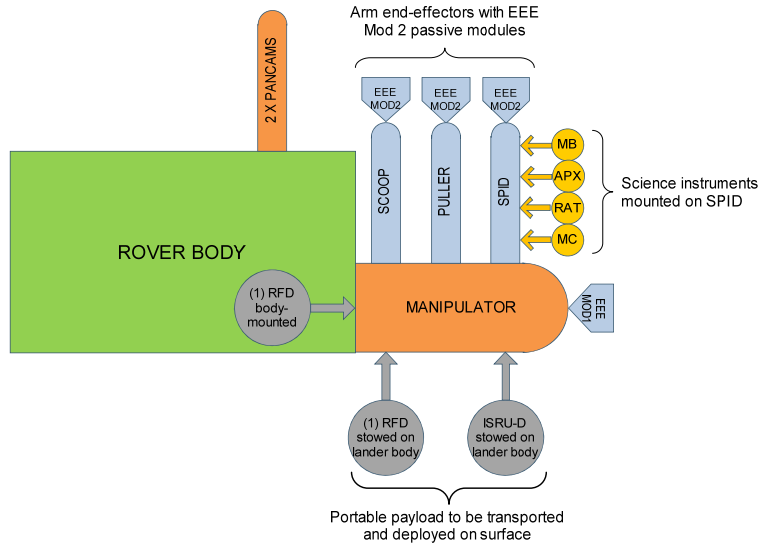 Arm end-effectors with EEE
Mod 2 passive modules
2 X PANCAMS
EEE
MOD2
EEE
MOD2
EEE
MOD2
SCOOP
PULLER
SPID
MB
APX
RAT
MC
Science instruments
mounted on SPID
ROVER BODY
(1) RFD
body-
mounted
MANIPULATOR
EEE
MOD1
(1) RFD
stowed on
lander body
ISRU-D
stowed on
lander body
Portable payload to be transported
and deployed on surface